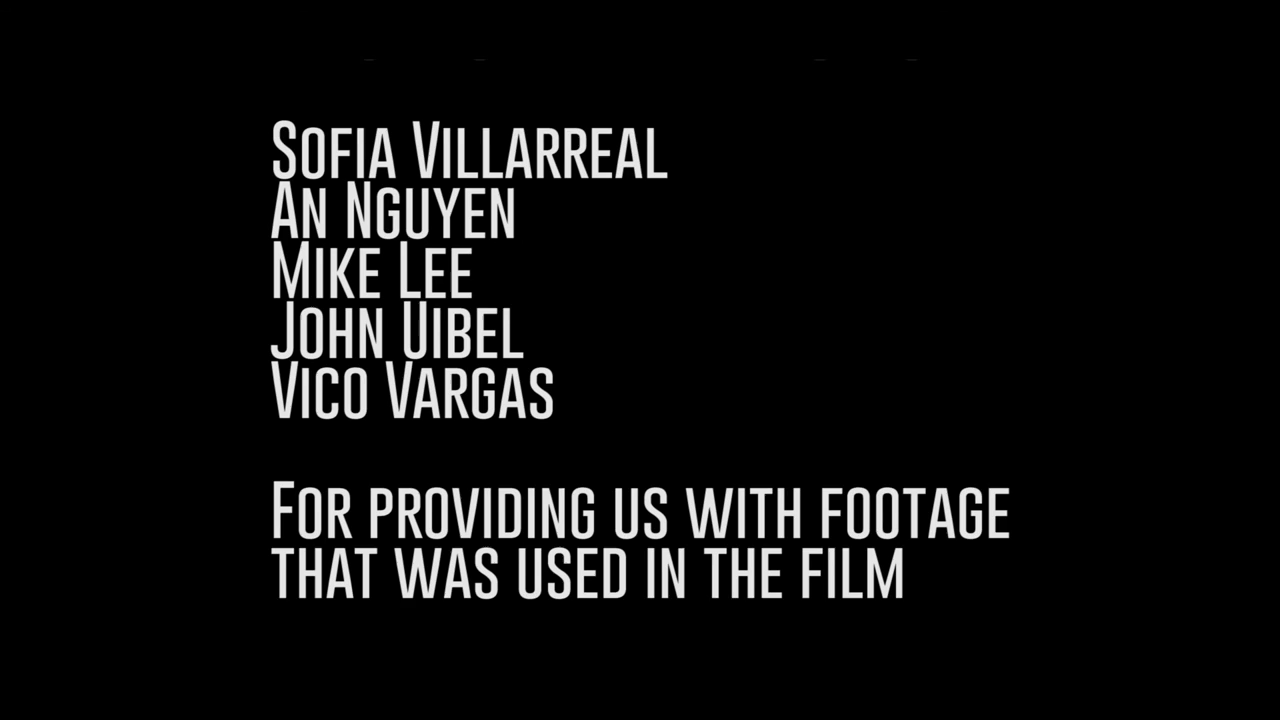 Sofia Villarreal
An Nguyen
Mike Lee
John Uibel
Vico Vargas
For providing us with footage
that was used in the film